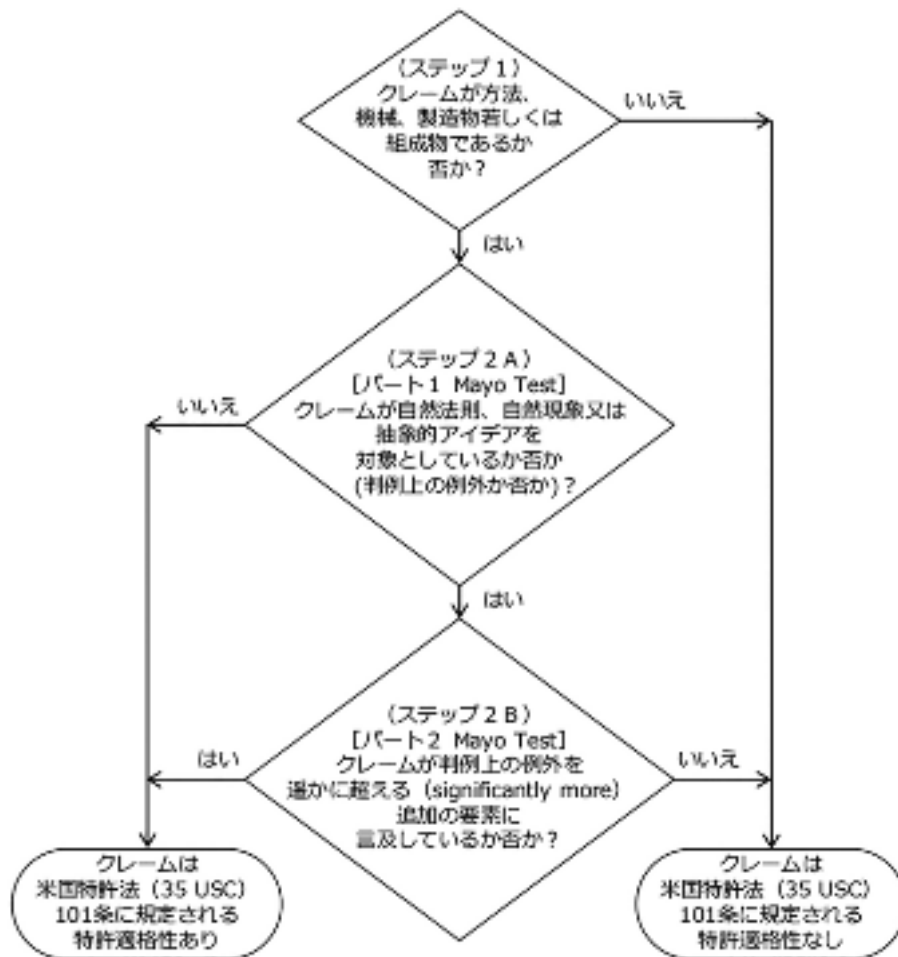 （ステップ１）
クレームが方法、
機械、製造物若しくは
組成物であるか
否か？
いいえ
はい
（ステップ２Ａ）
［パート１ Mayo Test］
クレームが自然法則、自然現象又は
抽象的アイデアを
対象としているか否か
(判例上の例外か否か)？
いいえ
はい
（ステップ２Ｂ）
［パート２ Mayo Test］
クレームが判例上の例外を
遥かに超える（significantly more）
追加の要素に
言及しているか否か？
はい
いいえ
クレームは
米国特許法（35 USC）
101条に規定される
特許適格性あり
クレームは
米国特許法（35 USC）
101条に規定される
特許適格性なし